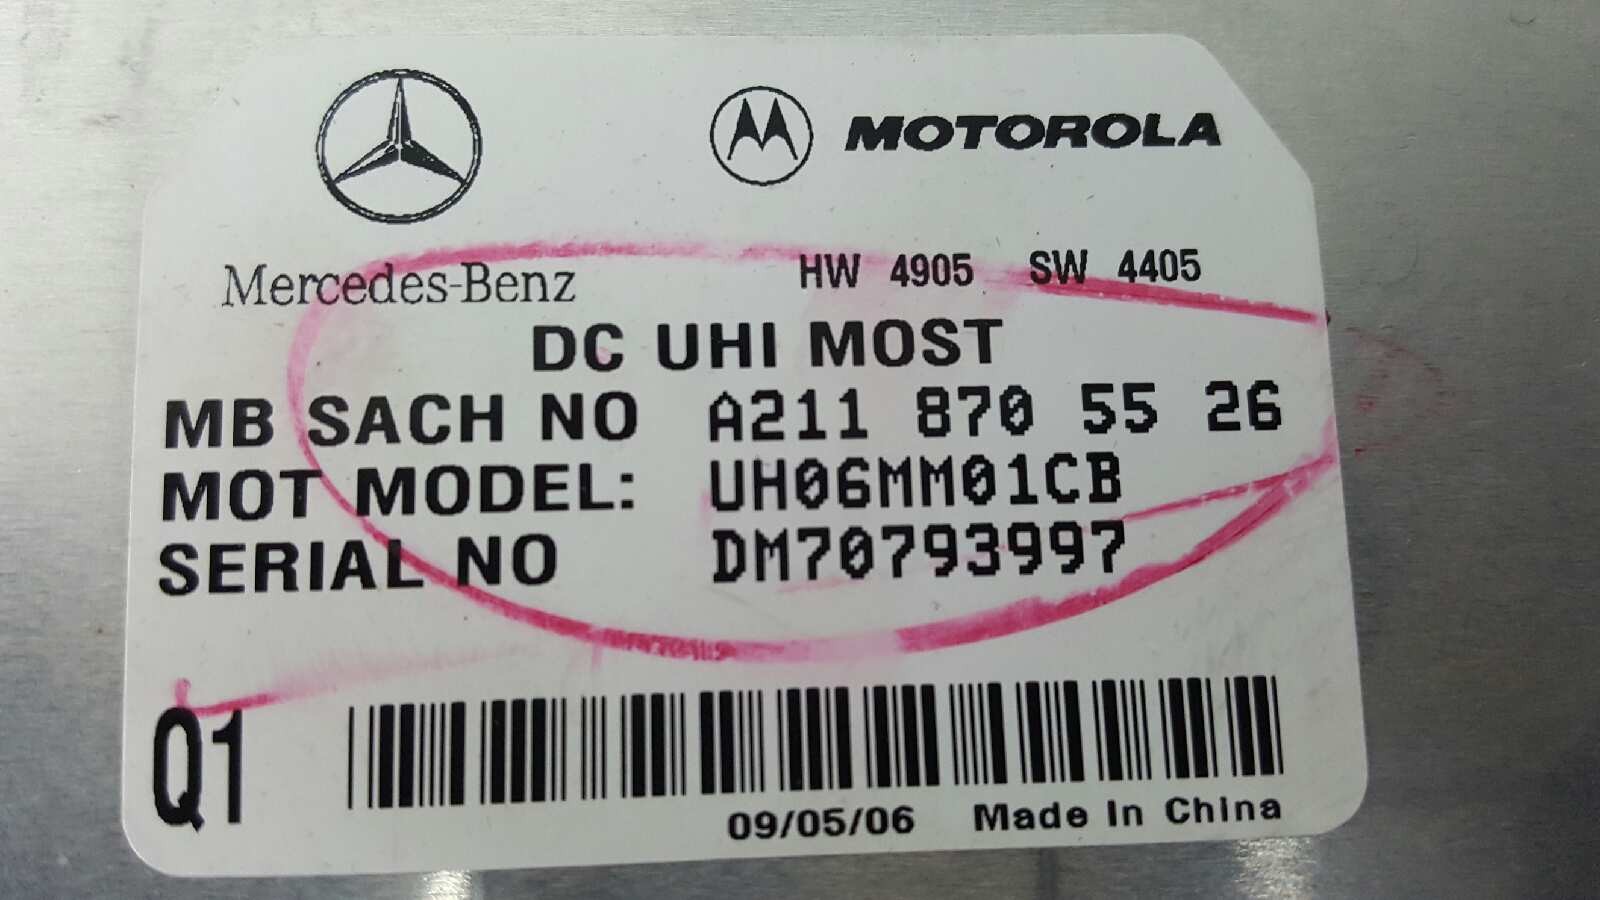 MOTOROLA
Mercedes-Benz HW 4905 SW 4405
DC UHI MOST
MB SACH NO A211 870 55 26
MOT MODEL: UH06MM01CB
SERIAL NO DM70793997
Q1
09/05/06 Made In China